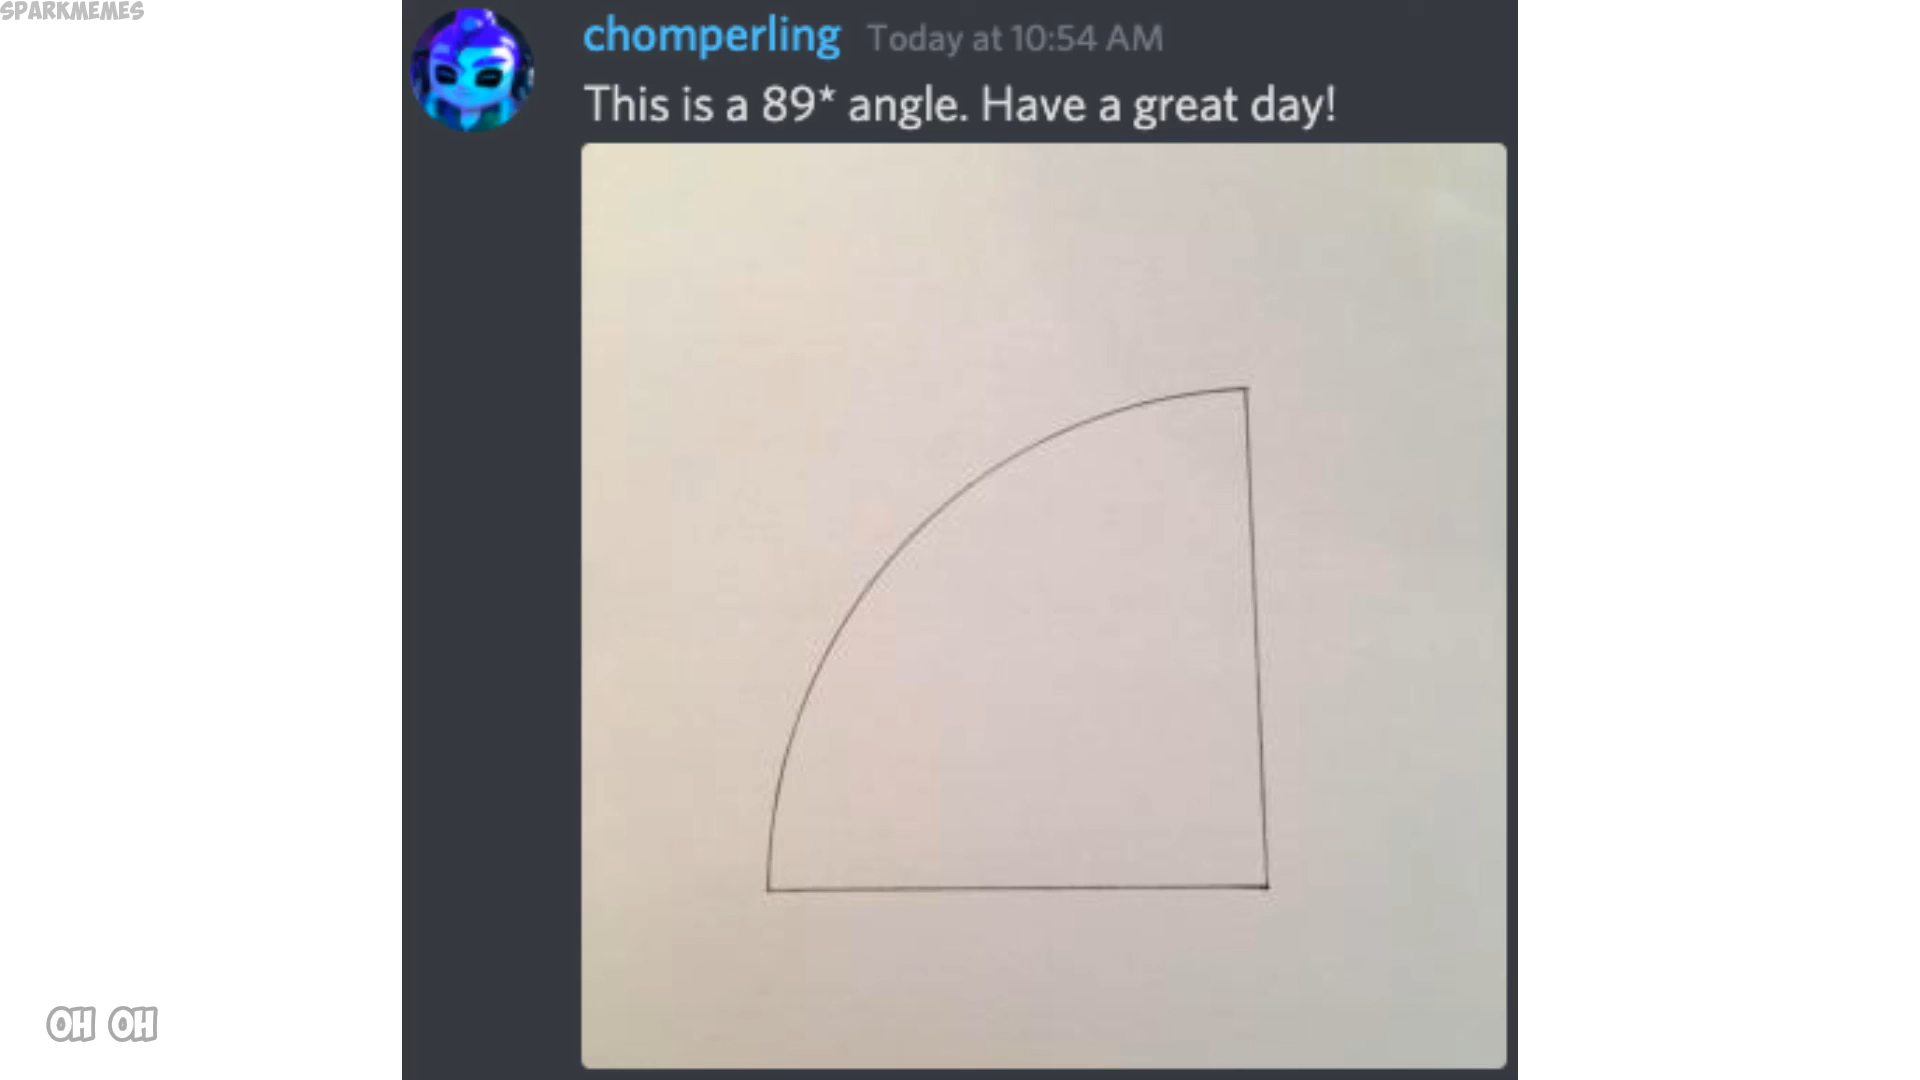 SPARKMEMES
chomperling Today at 10:54 AM
This is a 89* angle. Have a great day!
OH OH